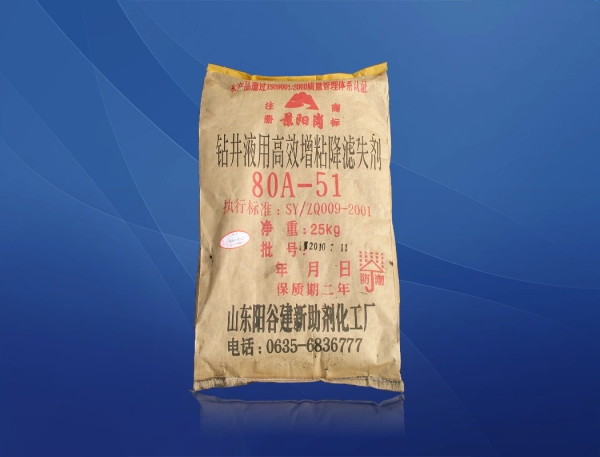 本产品通过ISO9001:2000质量管理体系认证
注册 景阳岗 商标
钻井液用高效增粘降滤失剂
80A-51
执行标准：SY/ZQ009-2001
净 重：25kg
批 号：2010 7 11
年 月 日
保质期二年
山东阳谷建新助剂化工厂
电话：0635-6836777